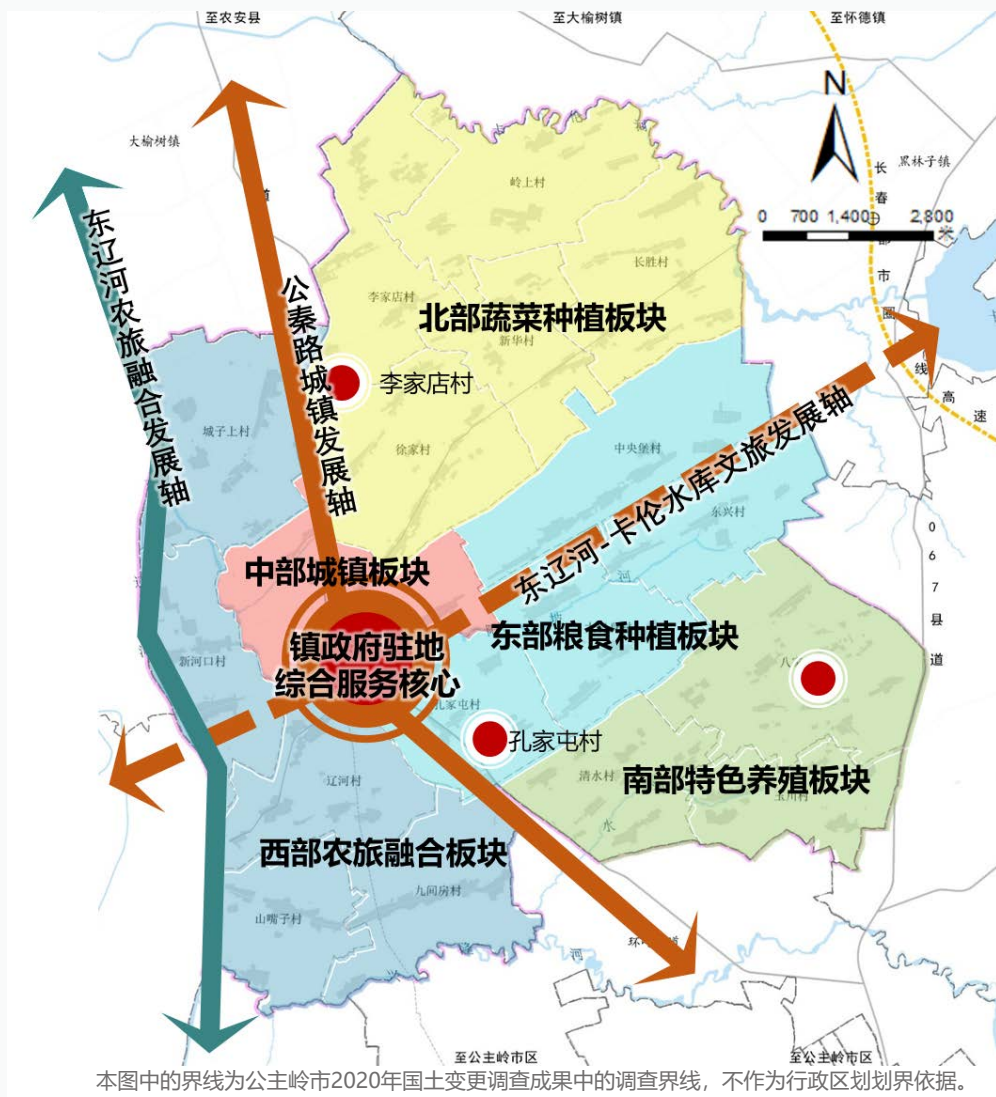 至农安县
至大榆树镇
至怀德镇
N
大榆树镇
黑林子镇
长春都市圈
环线高速
0 700 1,400 2,800
岭上村
长胜村
李家店村
新华村
北部蔬菜种植板块
李家店村
徐家村
东辽河农旅融合发展轴
公秦路城镇发展轴
道
城子上村
中央堡村
东兴村
东辽河-卡伦水库文旅发展轴
067县道
中部城镇板块
河
东部粮食种植板块
镇政府驻地
综合服务核心
新河口村
孔家屯村
孔家屯村
八
清水村
南部特色养殖板块
辽河村
水
西部农旅融合板块
九间房村
山嘴子村
河
至公主岭市区
至公主岭市区
本图中的界线为公主岭市2020年国土变更调查成果中的调查界线，不作为行政区划划界依据。